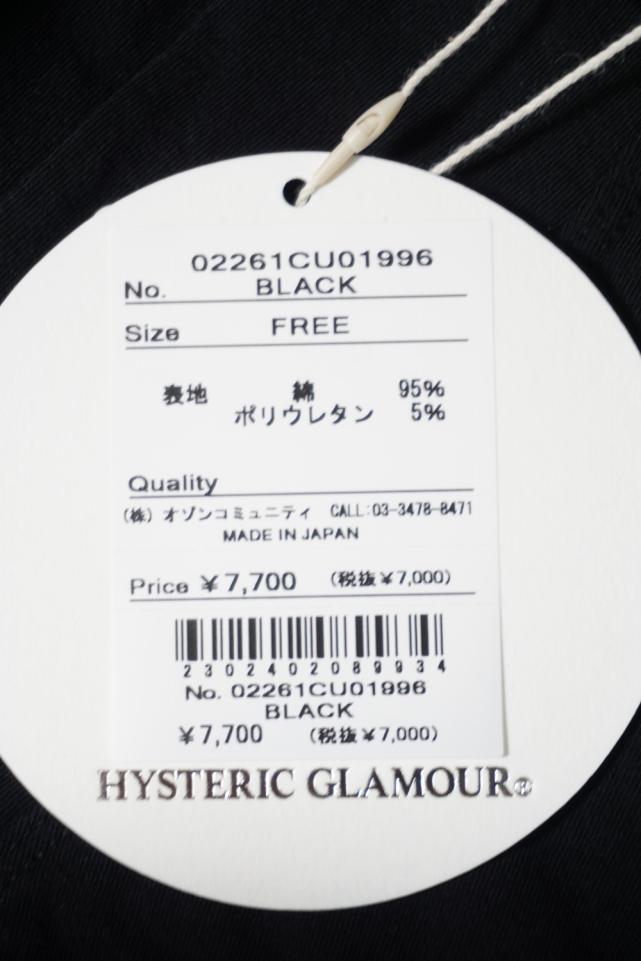 02261CU01996
No. BLACK
Size FREE
表地 綿 95%
ポリウレタン 5%
Quality
(株) オゾンコミュニティ CALL:03-3478-8471
MADE IN JAPAN
Price ¥7,700 (税抜¥7,000)
2302402089934
No. 02261CU01996
BLACK
¥7,700 (税抜¥7,000)
HYSTERIC GLAMOUR®